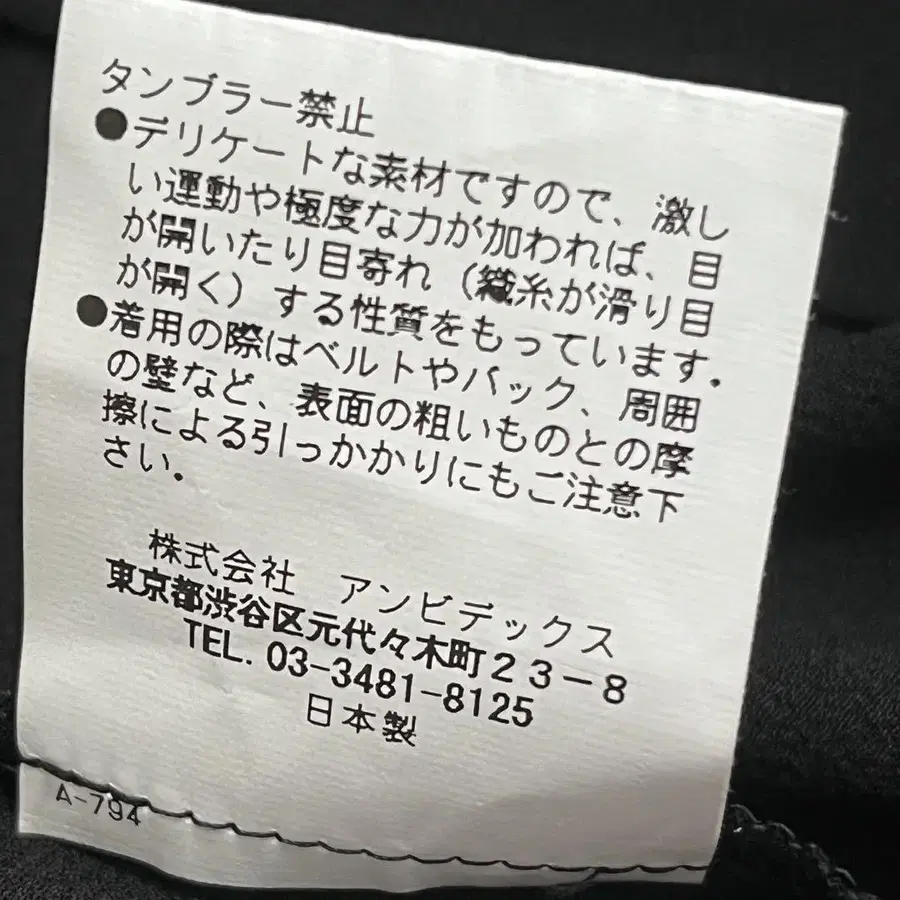 タンブラー禁止
●デリケートな素材ですので、激し
い運動や極度な力が加われば、目
が開いたり目寄れ（織糸が滑り目
が開く）する性質をもっています.
●着用の際はベルトやバック、周囲
の壁など、表面の粗いものとの摩
擦による引っかかりにもご注意下
さい.
株式会社　アンビデックス
東京都渋谷区元代々木町２３－８
TEL. 03-3481-8125
日本製
A-794